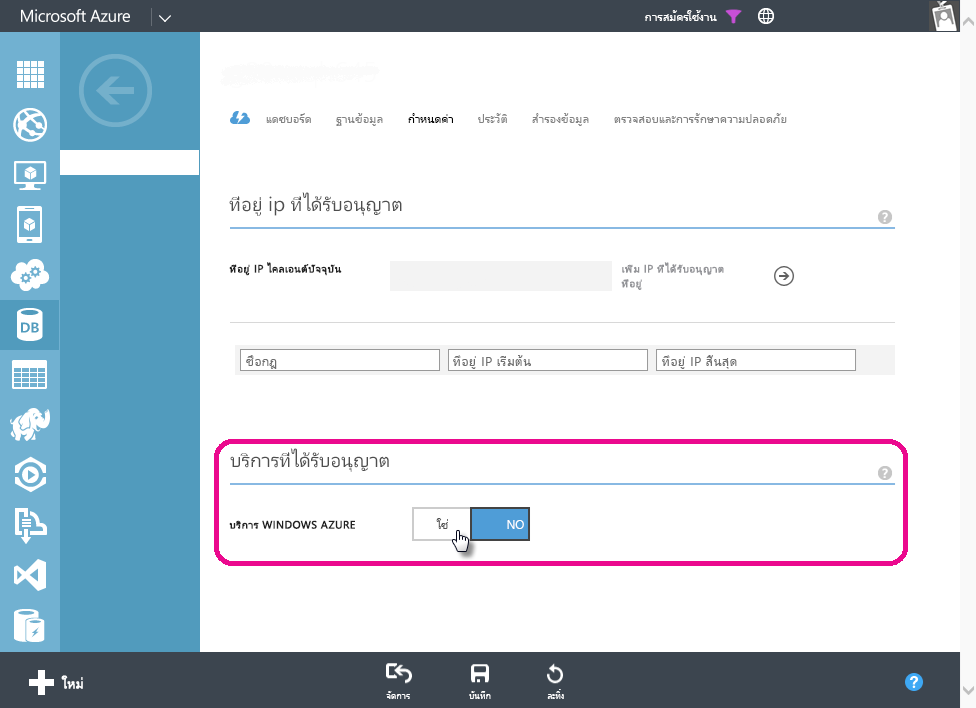 Microsoft Azure
การสมัครใช้งาน
แดชบอร์ด ฐานข้อมูล กำหนดค่า ประวัติ สำรองข้อมูล ตรวจสอบและการรักษาความปลอดภัย
ที่อยู่ ip ที่ได้รับอนุญาต
?
ที่อยู่ IP ไคลเอนต์ปัจจุบัน
เพิ่ม IP ที่ได้รับอนุญาต
ที่อยู่
ชื่อกฎ ที่อยู่ IP เริ่มต้น ที่อยู่ IP สิ้นสุด
DB
บริการที่ได้รับอนุญาต
?
บริการ WINDOWS AZURE ใช่ NO
ใหม่
จัดการ บันทึก ละทิ้ง
?